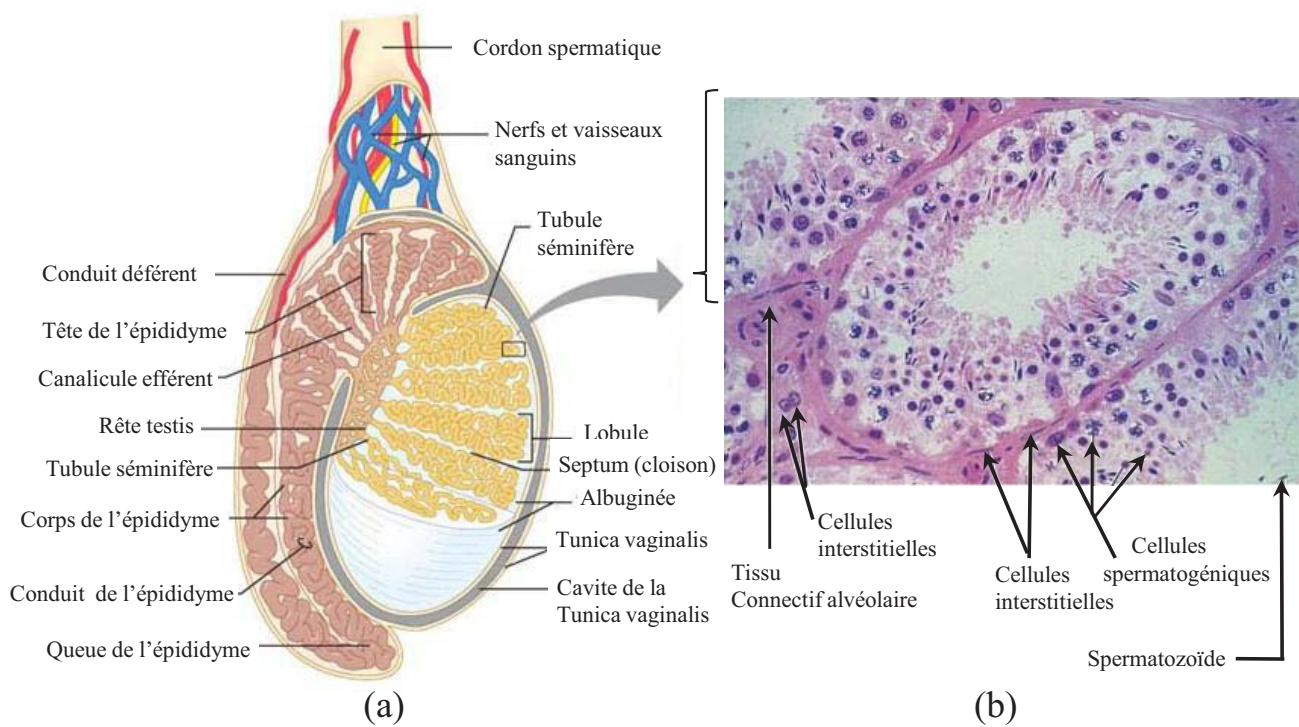 Cordon spermatique
Nerfs et vaisseaux
sanguins
Tubule
séminifère
Conduit déférent
Tête de l’épididyme
Canalicule efférent
Rête testis
Tubule séminifère
Corps de l’épididyme
Conduit de l’épididyme
Queue de l’épididyme
Lobule
Septum (cloison)
Albuginée
Tunica vaginalis
Cavite de la
Tunica vaginalis
(a)
Cellules
interstitielles
Tissu
Connectif alvéolaire
Cellules
interstitielles
Cellules
spermatogéniques
Spermatozoïde
(b)